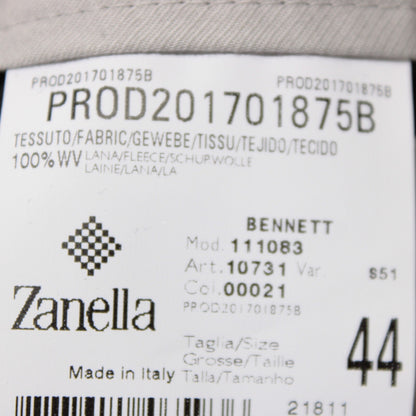 PROD201701875B PROD201701875B
PROD201701875B
TESSUTO/FABRIC/GEWEBE/TISSU/TEJIDO/TECIDO
100%WV LANA/FLEECE/SCHURWOLLE
LAINE/LANA/LA
BENNETT
Mod. 111083
Art. 10731 Var. S51
Col. 00021
PROD201701875B
Zanella
Taglia/Size
Grosse/Taille
Talla/Tamanho
44
Made in Italy
21811